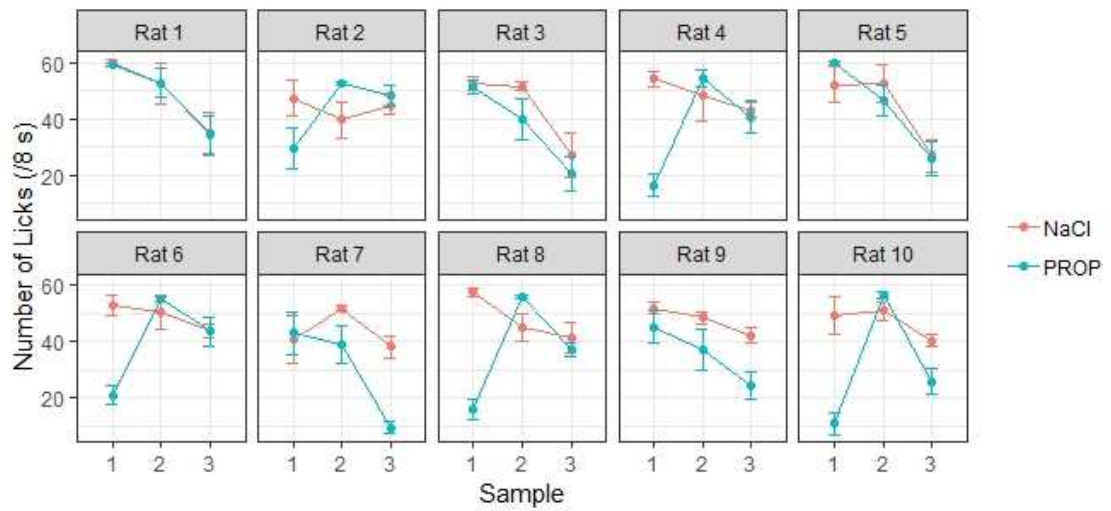 Rat 1 Rat 2 Rat 3 Rat 4 Rat 5
60
40
20
Number of Licks (/8 s)
NaCl
PROP
Rat 6 Rat 7 Rat 8 Rat 9 Rat 10
60
40
20
1 2 3 1 2 3 1 2 3 1 2 3 1 2 3
Sample